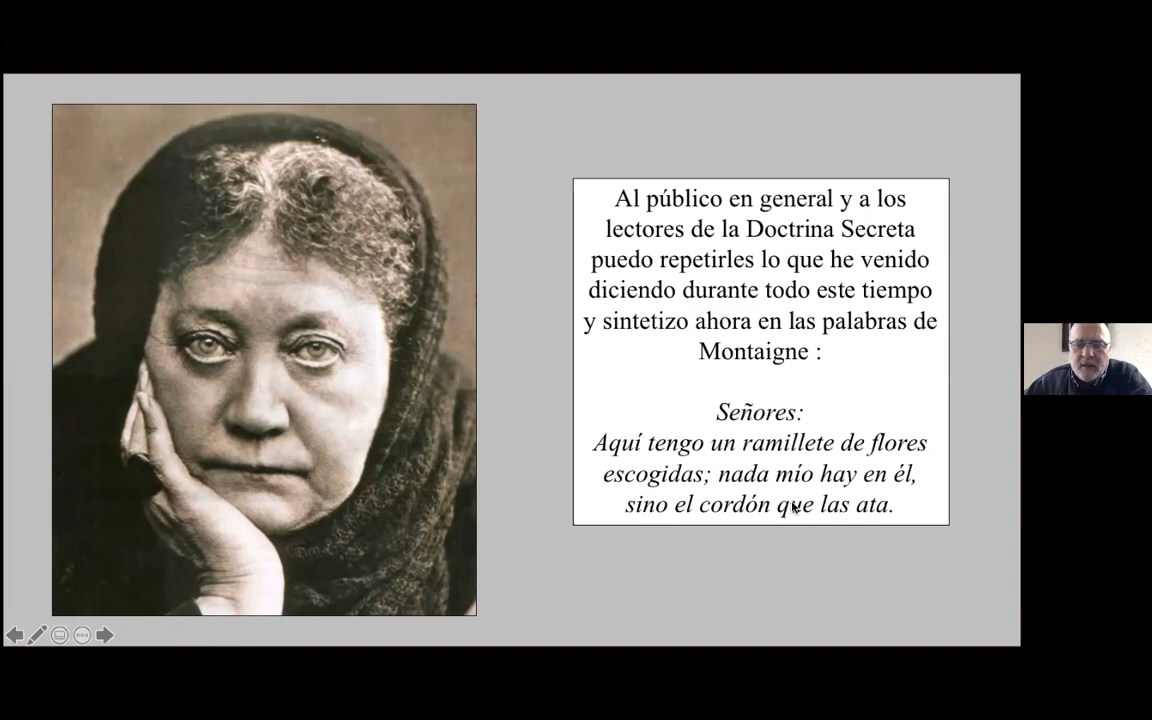 Al público en general y a los
lectores de la Doctrina Secreta
puedo repetirles lo que he venido
diciendo durante todo este tiempo
y sintetizo ahora en las palabras de
Montaigne :
Señores:
Aquí tengo un ramillete de flores
escogidas; nada mío hay en él,
sino el cordón que las ata.